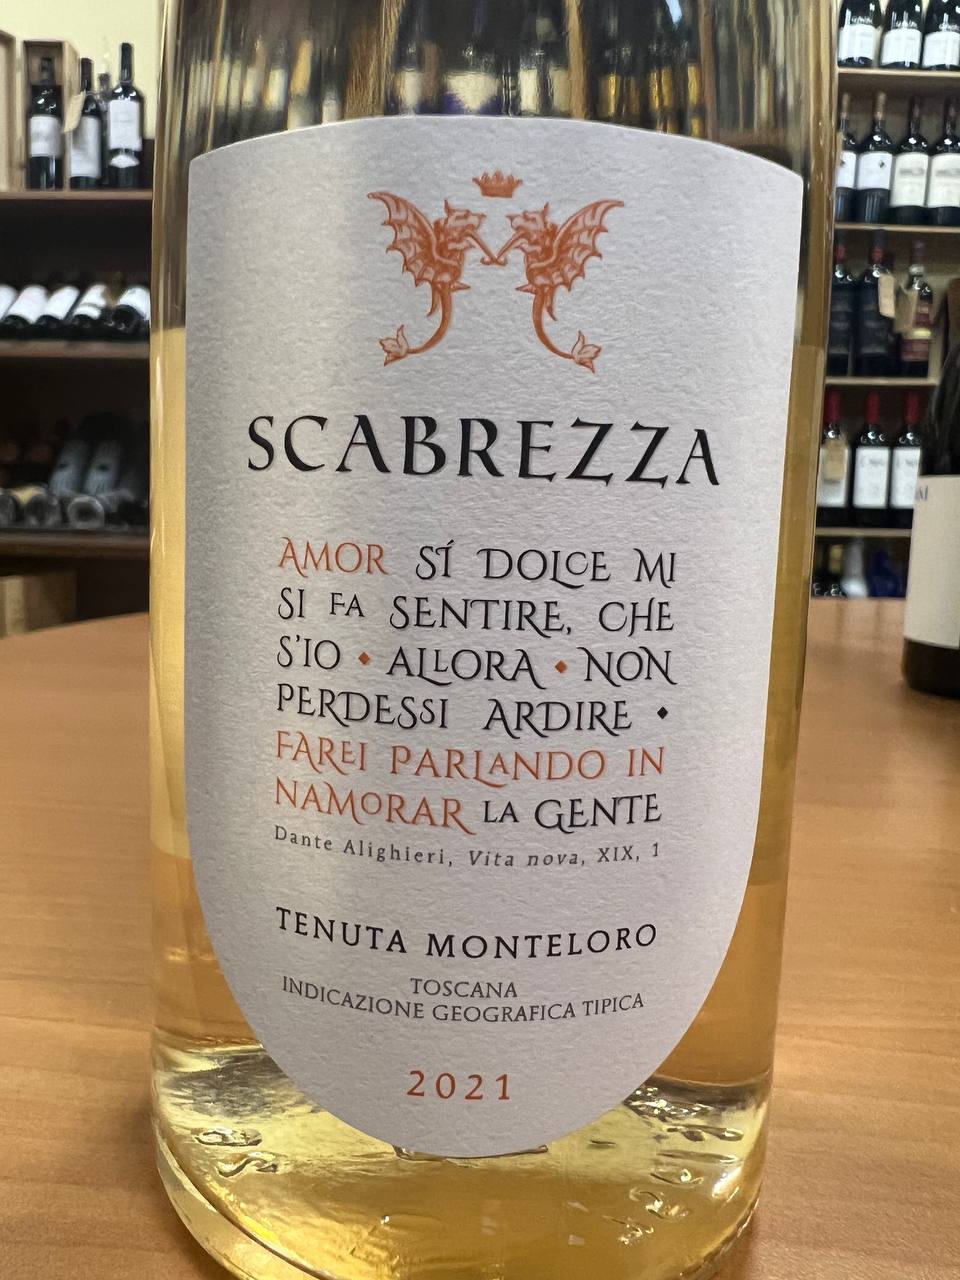 SCABREZZA
AMOR SÍ DOLCE MI
SI FA SENTIRE, CHE
S'IO • ALLORA • NON
PERDESSI ARDIRE •
FAREI PARLANDO IN
NAMORAR LA GENTE
Dante Alighieri, Vita nova, XIX, 1
TENUTA MONTELORO
TOSCANA
INDICAZIONE GEOGRAFICA TIPICA
2021